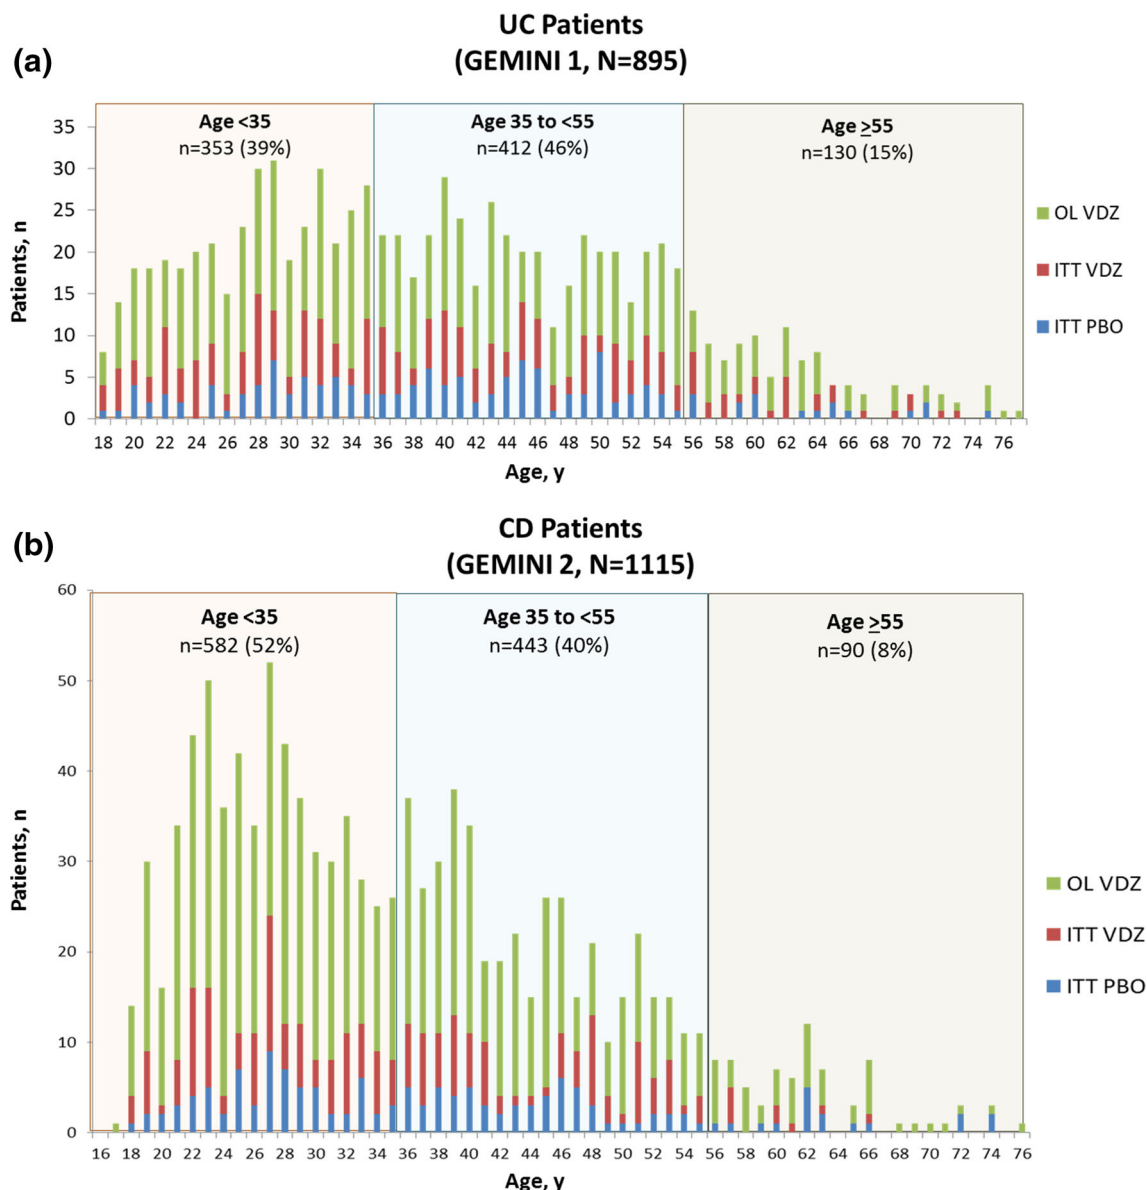 UC Patients
(GEMINI 1, N=895)
(a)
Age <35
n=353 (39%)
Age 35 to <55
n=412 (46%)
Age ≥55
n=130 (15%)
35
30
25
20
15
10
5
0
Patients, n
OL VDZ
ITT VDZ
ITT PBO
18 20 22 24 26 28 30 32 34 36 38 40 42 44 46 48 50 52 54 56 58 60 62 64 66 68 70 72 74 76
Age, y
CD Patients
(GEMINI 2, N=1115)
(b)
Age <35
n=582 (52%)
Age 35 to <55
n=443 (40%)
Age ≥55
n=90 (8%)
60
50
40
30
20
10
0
Patients, n
OL VDZ
ITT VDZ
ITT PBO
16 18 20 22 24 26 28 30 32 34 36 38 40 42 44 46 48 50 52 54 56 58 60 62 64 66 68 70 72 74 76
Age, y